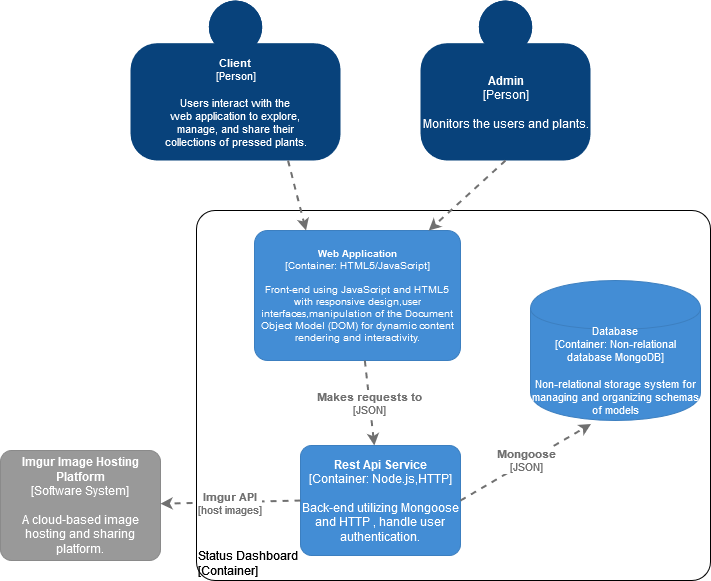 Client
[Person]
Users interact with the
web application to explore,
manage, and share their
collections of pressed plants.
Admin
[Person]
Monitors the users and plants.
Web Application
[Container: HTML5/JavaScript]
Front-end using JavaScript and HTML5
with responsive design,user
interfaces,manipulation of the Document
Object Model (DOM) for dynamic content
rendering and interactivity.
Database
[Container: Non-relational
database MongoDB]
Non-relational storage system for
managing and organizing schemas
of models
Makes requests to
[JSON]
Mongoose
[JSON]
Rest Api Service
[Container: Node.js,HTTP]
Back-end utilizing Mongoose
and HTTP , handle user
authentication.
Imgur API
[host images]
Imgur Image Hosting
Platform
[Software System]
A cloud-based image
hosting and sharing
platform.
Status Dashboard
[Container]